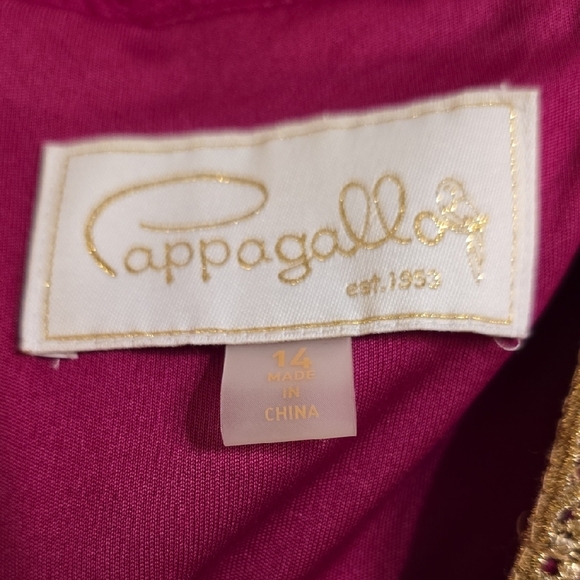 Pappagallo
est.1953
14
MADE
IN
CHINA